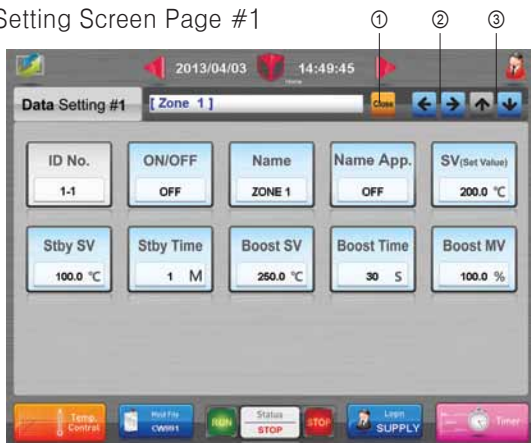 Setting Screen Page #1
① ② ③
2013/04/03 14:49:45
Home
Data Setting #1 [ Zone 1 ] Close
ID No. ON/OFF Name Name App. SV(Set Value)
1-1 OFF ZONE 1 OFF 200.0 ℃
Stby SV Stby Time Boost SV Boost Time Boost MV
100.0 ℃ 1 M 250.0 ℃ 30 S 100.0 %
Temp. Control Mold File CW891 RUN Status STOP STOP Login SUPPLY Timer